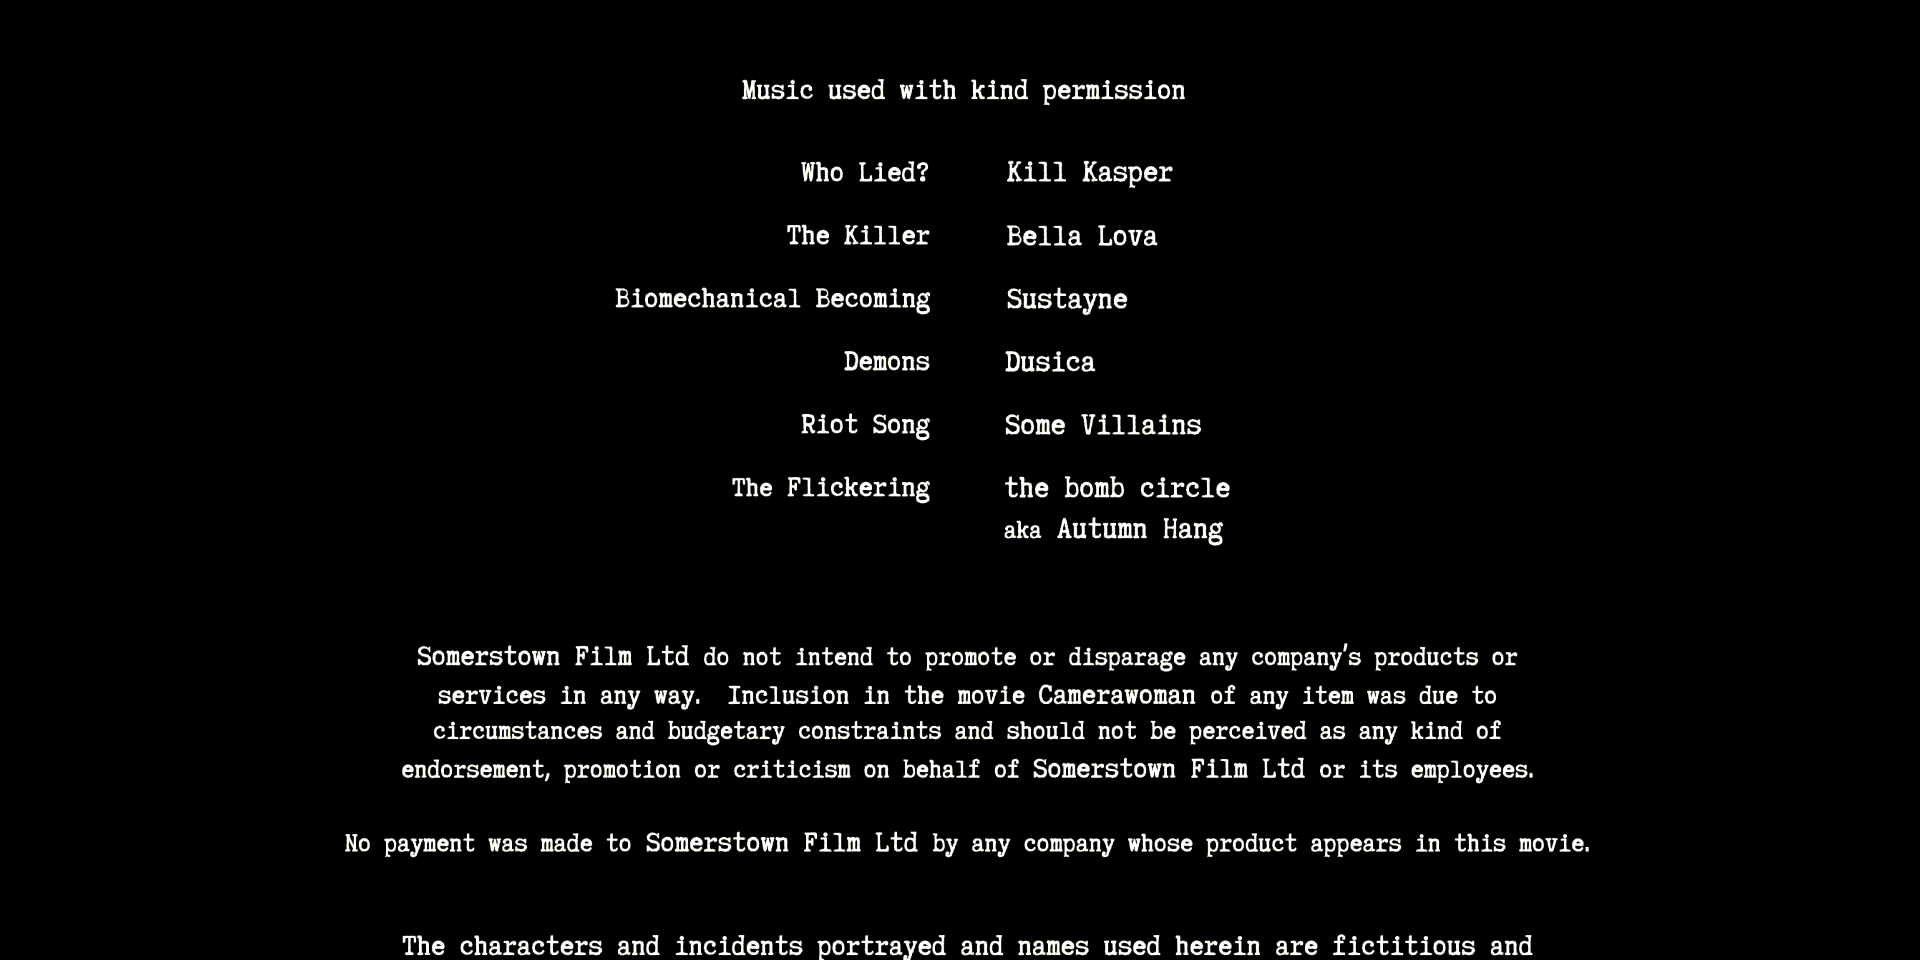 Music used with kind permission
Who Lied? Kill Kasper
The Killer Bella Lova
Biomechanical Becoming Sustayne
Demons Dusica
Riot Song Some Villains
The Flickering the bomb circle
aka Autumn Hang
Somerstown Film Ltd do not intend to promote or disparage any company's products or
services in any way.  Inclusion in the movie Camerawoman of any item was due to
circumstances and budgetary constraints and should not be perceived as any kind of
endorsement, promotion or criticism on behalf of Somerstown Film Ltd or its employees.
No payment was made to Somerstown Film Ltd by any company whose product appears in this movie.
The characters and incidents portrayed and names used herein are fictitious and